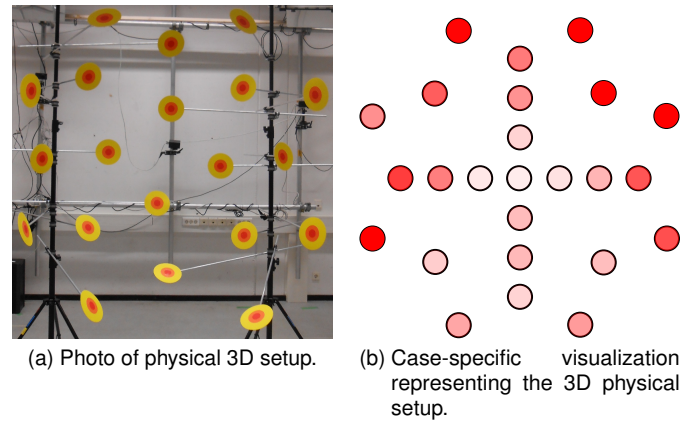 (a) Photo of physical 3D setup.
(b) Case-specific visualization
representing the 3D physical
setup.